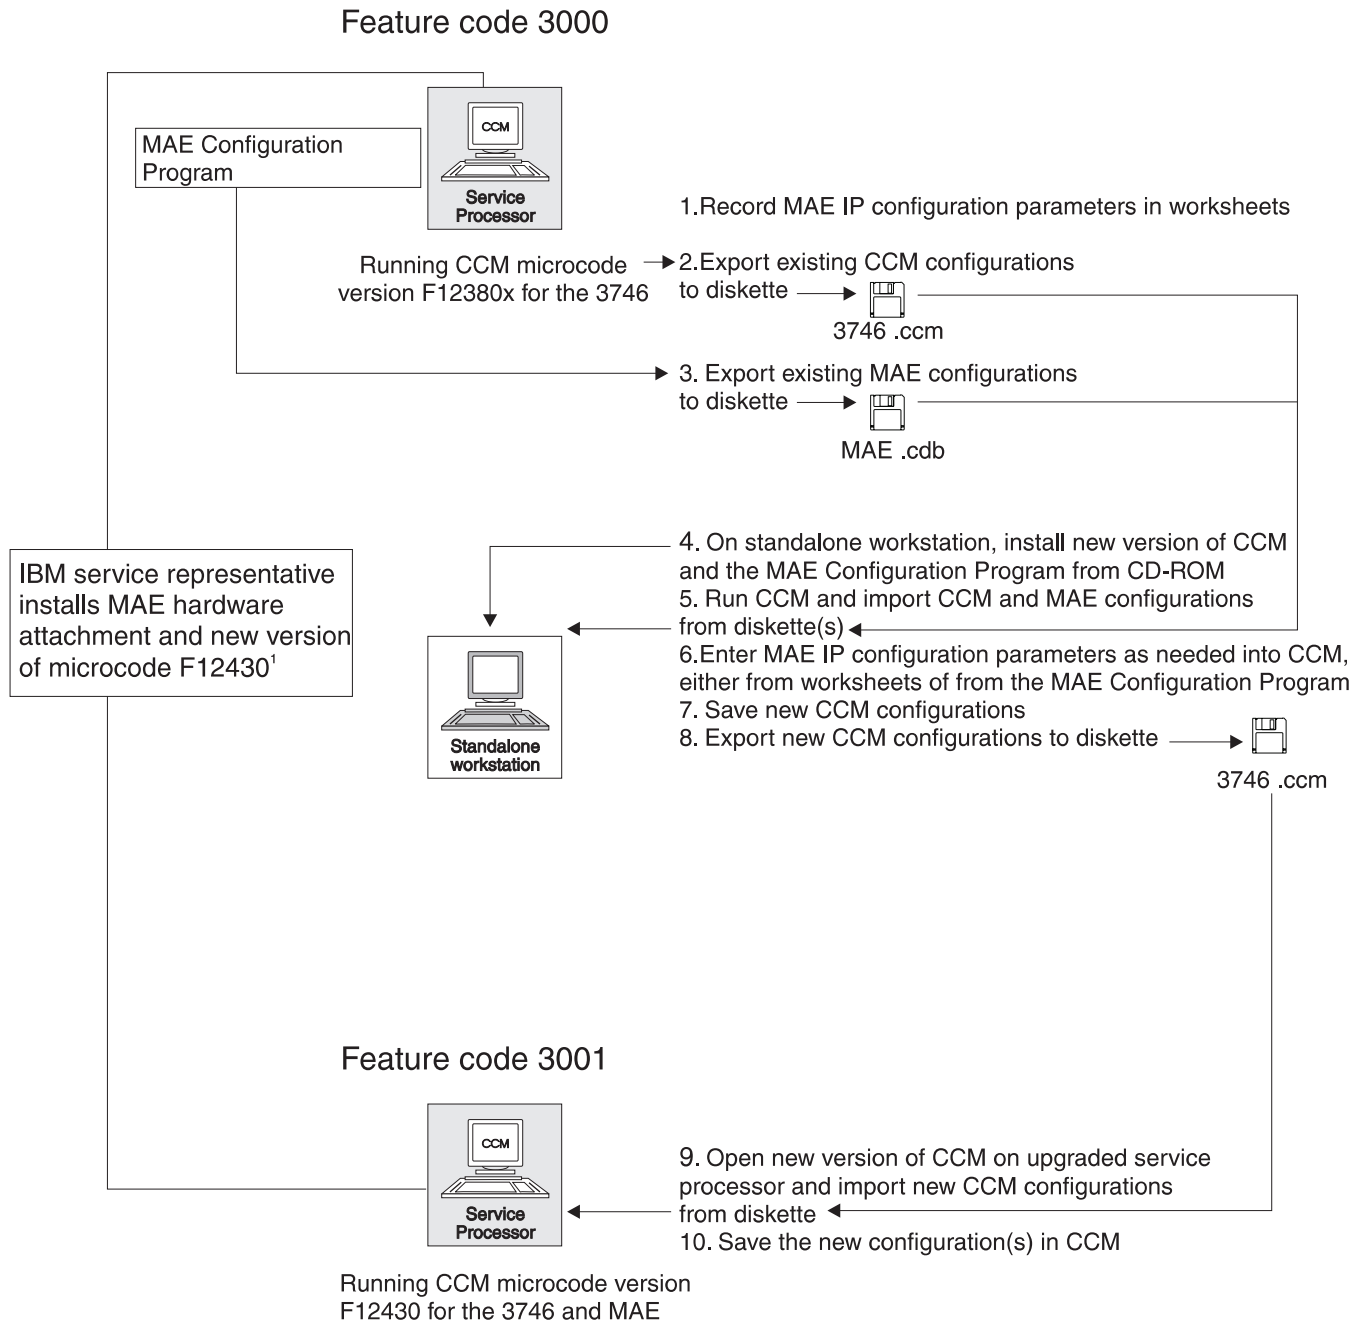 Feature code 3000
CCM
Service
Processor
MAE Configuration
Program
1.Record MAE IP configuration parameters in worksheets
Running CCM microcode
version F12380x for the 3746
2.Export existing CCM configurations
to diskette
3746 .ccm
3. Export existing MAE configurations
to diskette
MAE .cdb
IBM service representative
installs MAE hardware
attachment and new version
of microcode F12430¹
4. On standalone workstation, install new version of CCM
and the MAE Configuration Program from CD-ROM
5. Run CCM and import CCM and MAE configurations
from diskette(s)
6.Enter MAE IP configuration parameters as needed into CCM,
either from worksheets of from the MAE Configuration Program
7. Save new CCM configurations
8. Export new CCM configurations to diskette
3746 .ccm
Standalone
workstation
Feature code 3001
CCM
Service
Processor
9. Open new version of CCM on upgraded service
processor and import new CCM configurations
from diskette
10. Save the new configuration(s) in CCM
Running CCM microcode version
F12430 for the 3746 and MAE